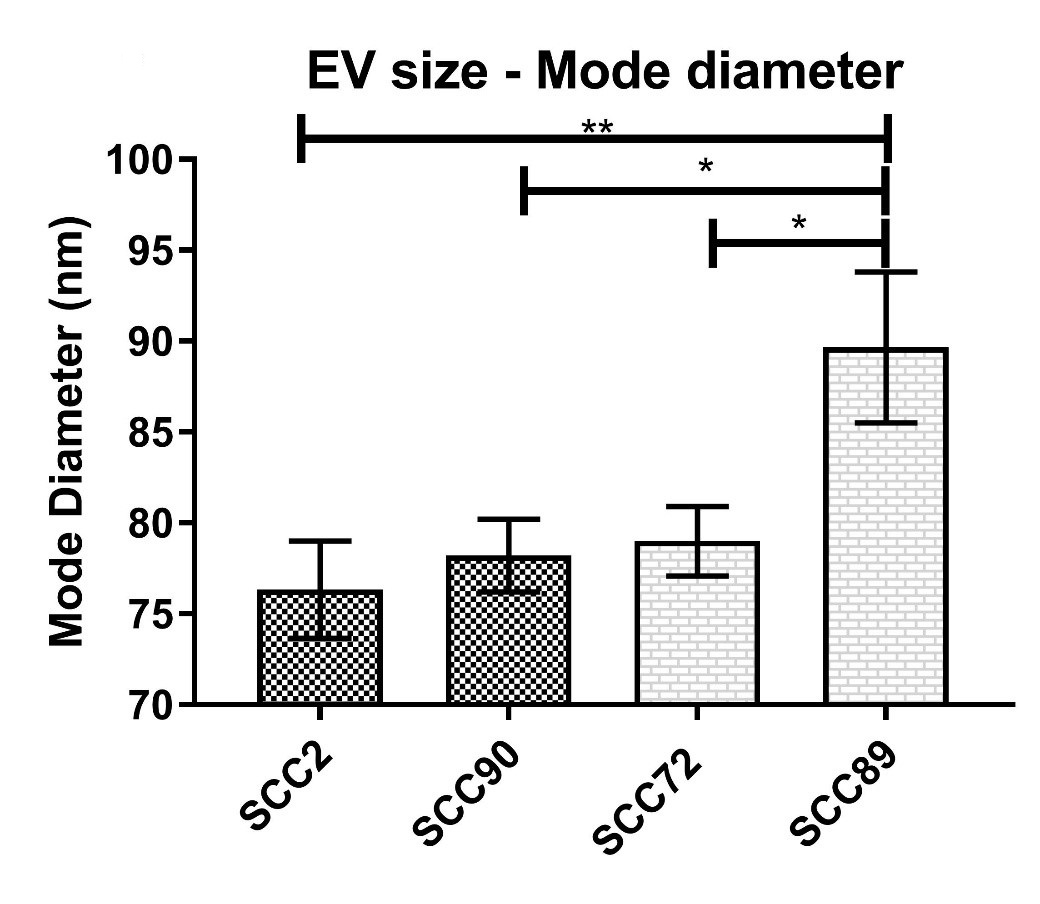 EV size - Mode diameter
**
*
*
Mode Diameter (nm)
100
95
90
85
80
75
70
SCC2
SCC90
SCC72
SCC89